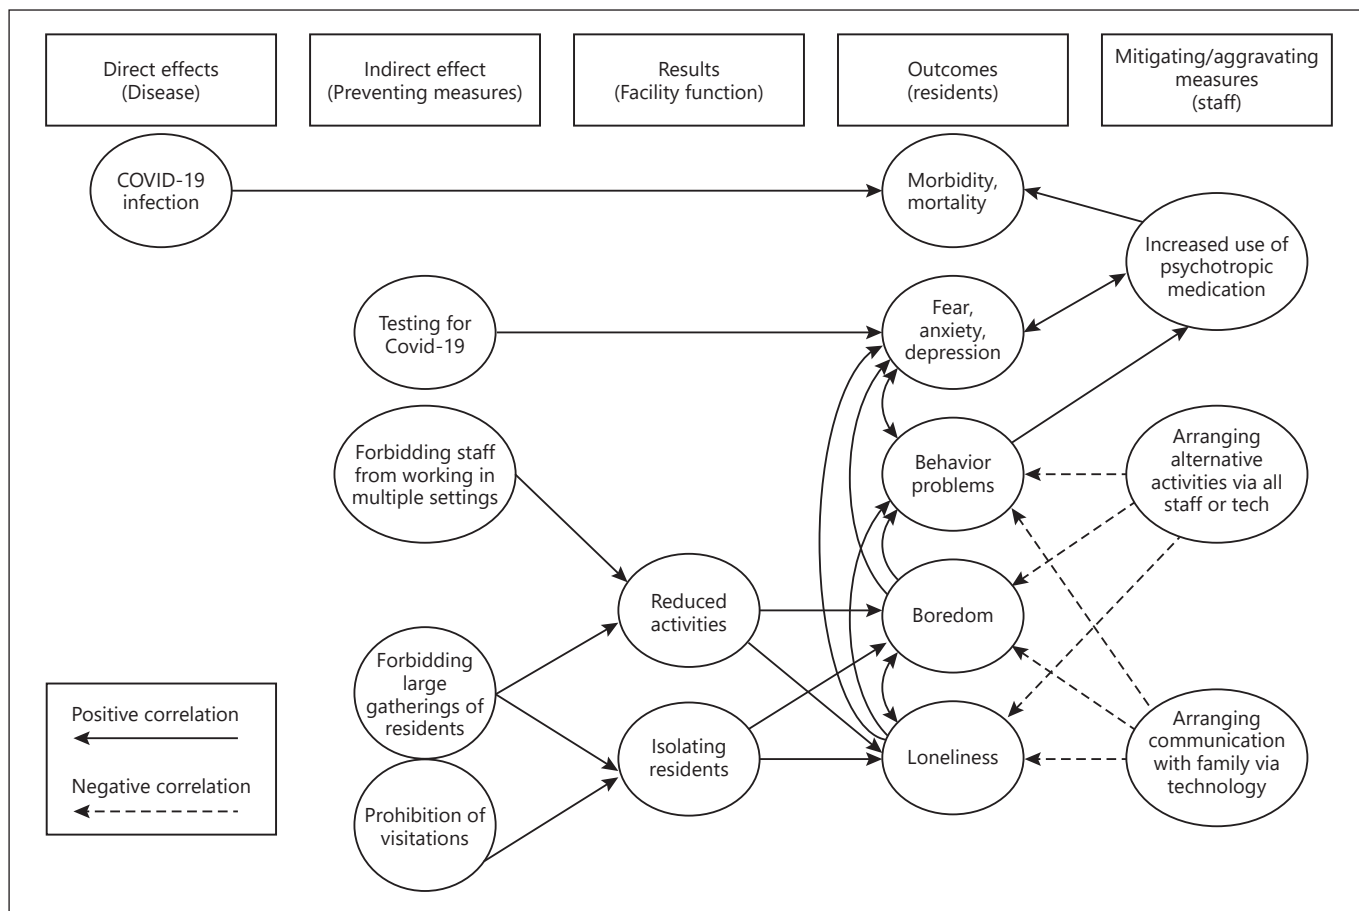 Direct effects
(Disease)
Indirect effect
(Preventing measures)
Results
(Facility function)
Outcomes
(residents)
Mitigating/aggravating
measures
(staff)
COVID-19
infection
Morbidity,
mortality
Increased use of
psychotropic
medication
Testing for
Covid-19
Fear,
anxiety,
depression
Forbidding staff
from working in
multiple settings
Behavior
problems
Arranging
alternative
activities via all
staff or tech
Reduced
activities
Boredom
Forbidding
large
gatherings of
residents
Isolating
residents
Loneliness
Arranging
communication
with family via
technology
Prohibition of
visitations
Positive correlation
Negative correlation